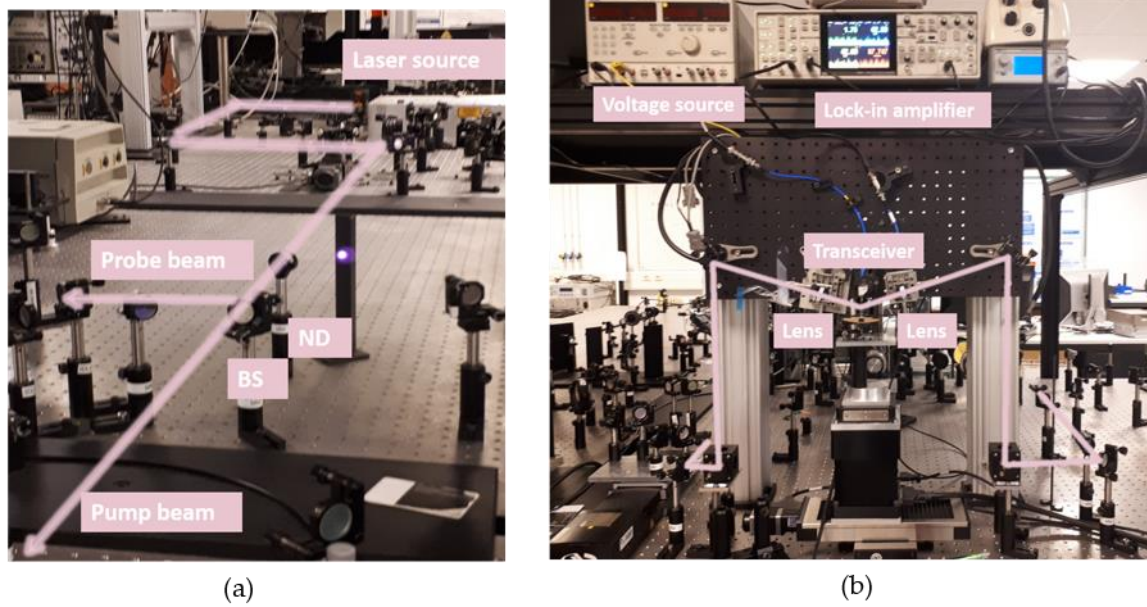 Laser source
Probe beam
ND
BS
Pump beam
(a)
Voltage source
Lock-in amplifier
Transceiver
Lens
Lens
(b)